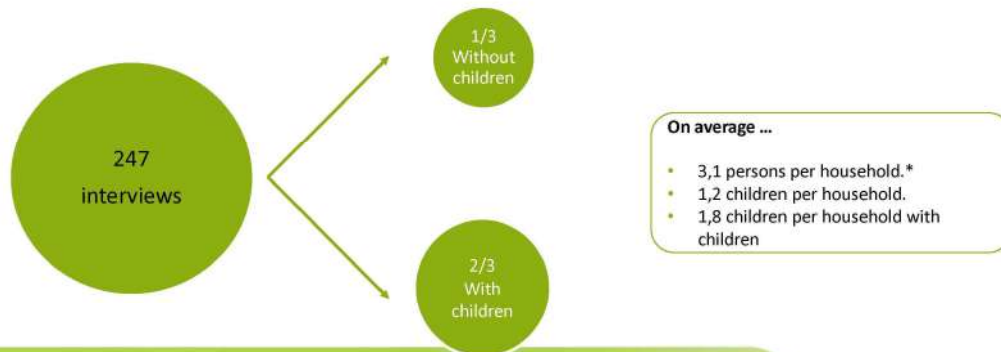 247
interviews
1/3
Without
children
2/3
With
children
On average ...
• 3,1 persons per household.*
• 1,2 children per household.
• 1,8 children per household with
children